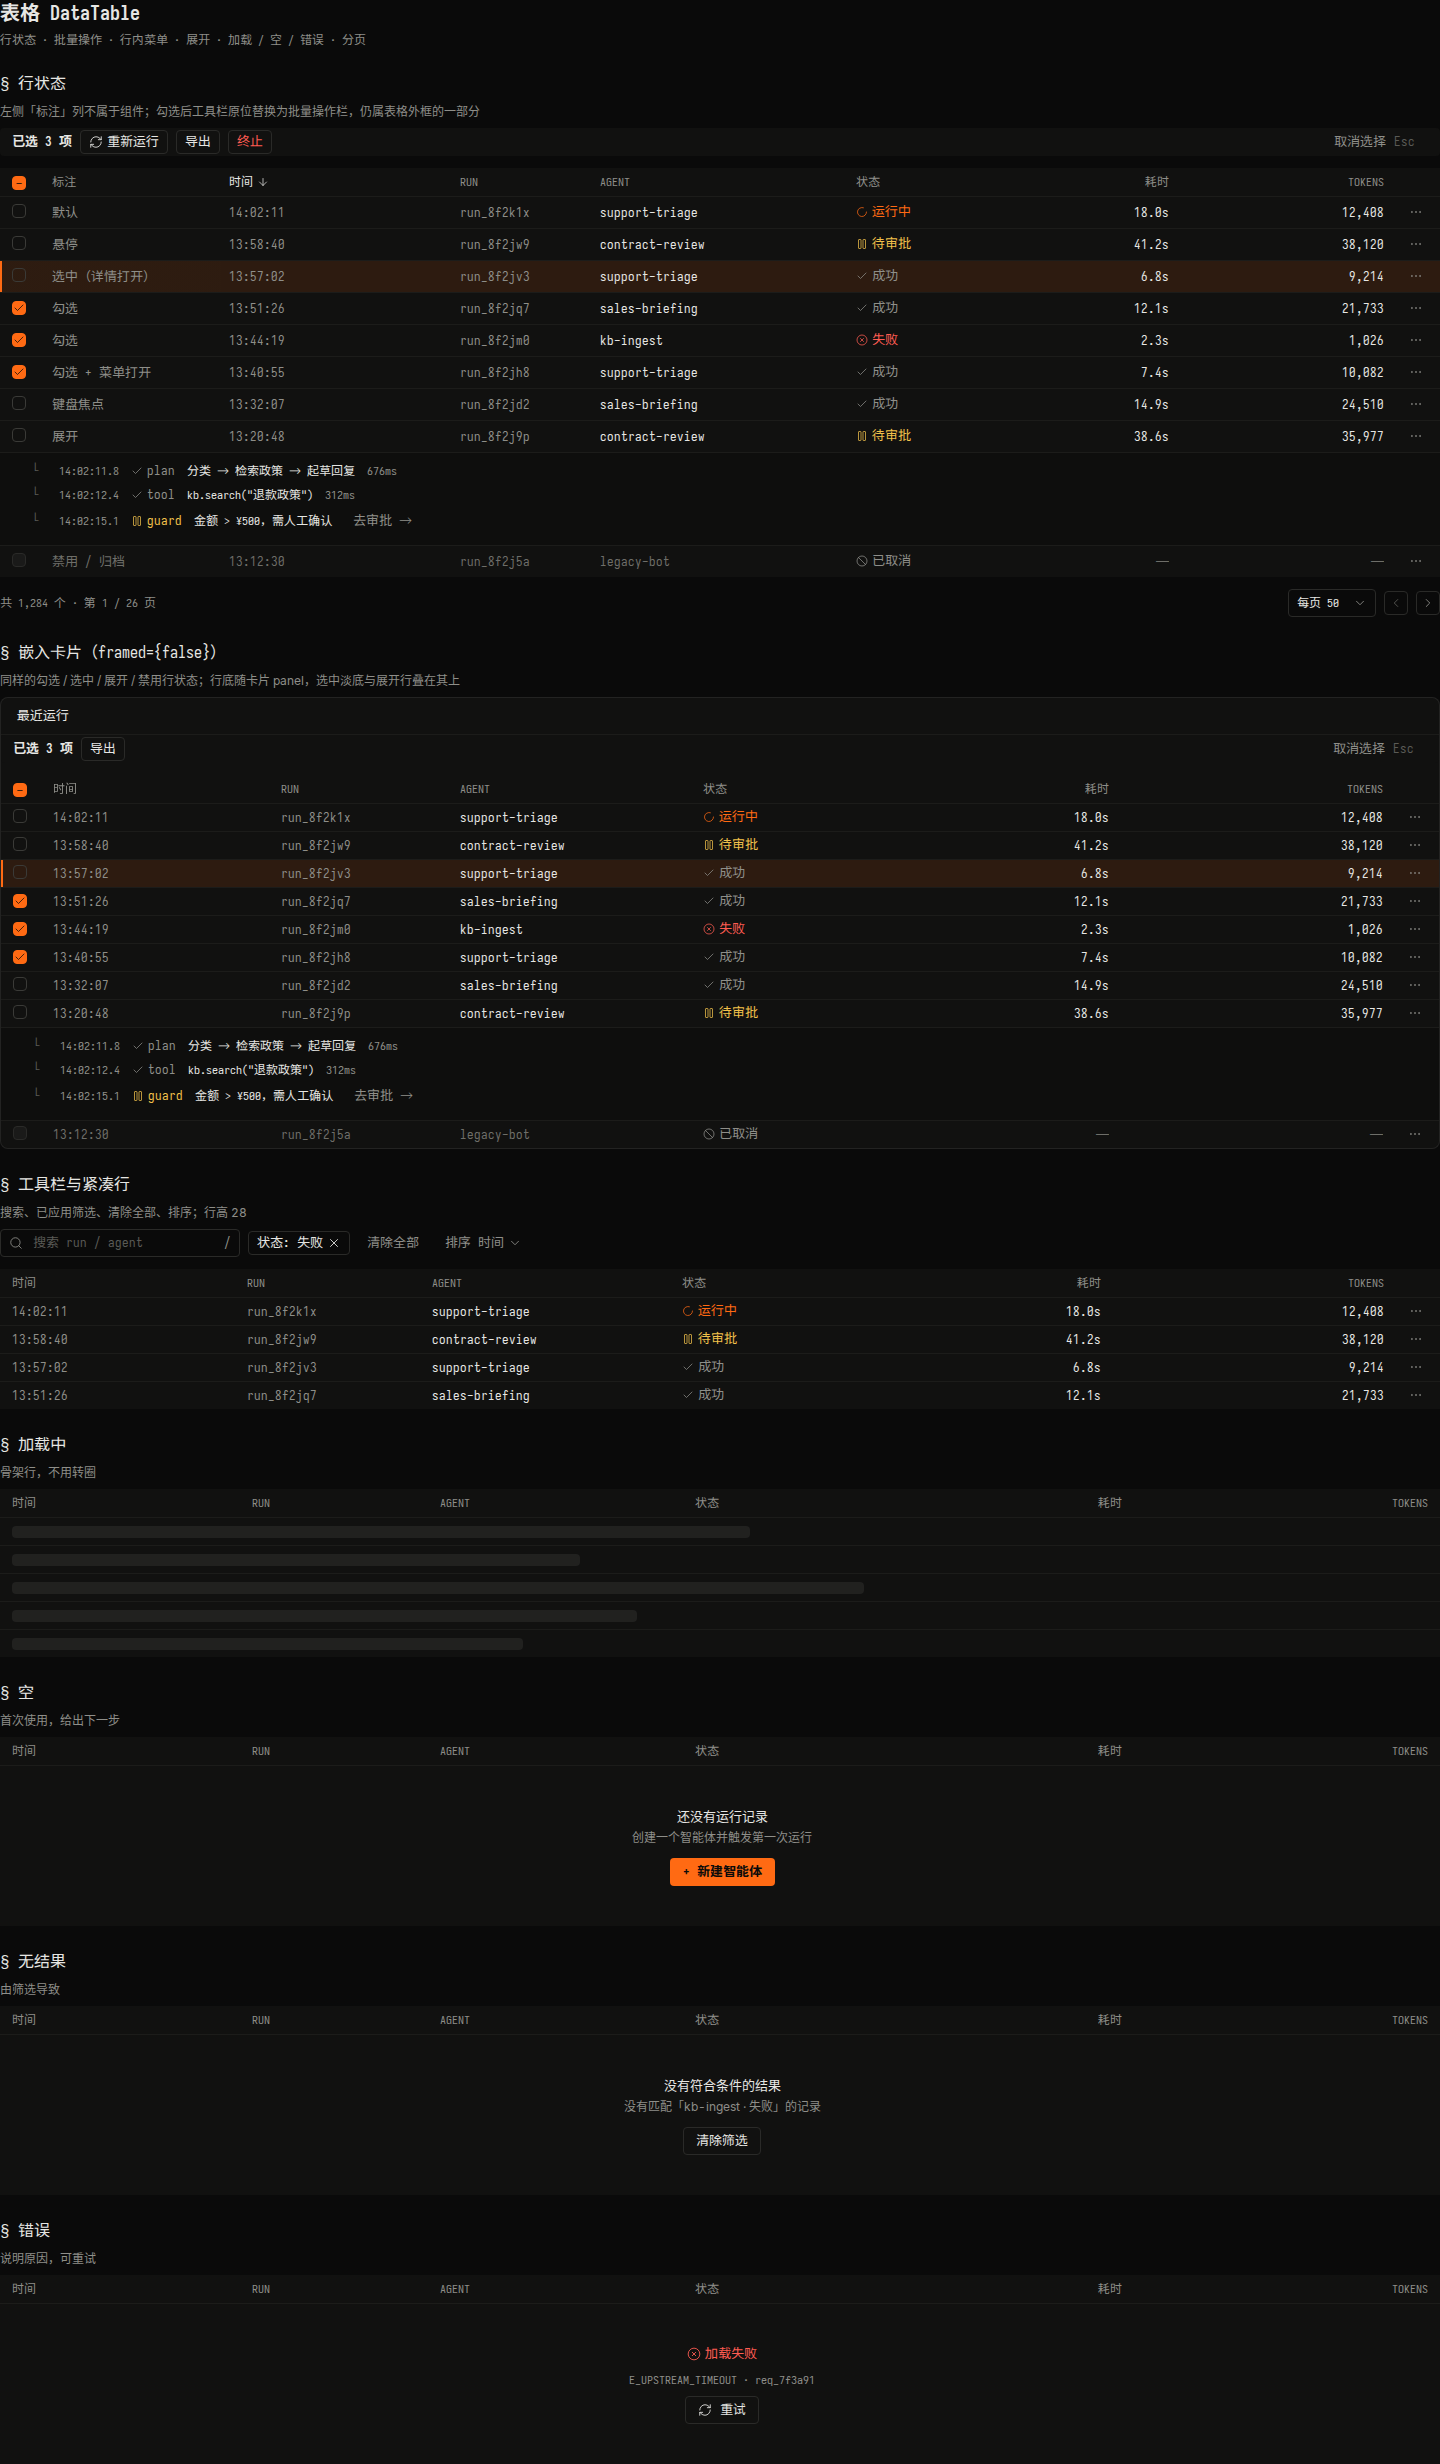 表格 DataTable
行状态 · 批量操作 · 行内菜单 · 展开 · 加载 / 空 / 错误 · 分页
§ 行状态
左侧「标注」列不属于组件；勾选后工具栏原位替换为批量操作栏，仍属表格外框的一部分
已选 3 项 重新运行 导出 终止 取消选择 Esc
标注 时间 ↓ RUN AGENT 状态 耗时 TOKENS
默认 14:02:11 run_8f2k1x support-triage 运行中 18.0s 12,408 ···
悬停 13:58:40 run_8f2jw9 contract-review 待审批 41.2s 38,120 ···
选中（详情打开） 13:57:02 run_8f2jv3 support-triage 成功 6.8s 9,214 ···
勾选 13:51:26 run_8f2jq7 sales-briefing 成功 12.1s 21,733 ···
勾选 13:44:19 run_8f2jm0 kb-ingest 失败 2.3s 1,026 ···
勾选 + 菜单打开 13:40:55 run_8f2jh8 support-triage 成功 7.4s 10,082 ···
键盘焦点 13:32:07 run_8f2jd2 sales-briefing 成功 14.9s 24,510 ···
展开 13:20:48 run_8f2j9p contract-review 待审批 38.6s 35,977 ···
└ 14:02:11.8 plan 分类 → 检索政策 → 起草回复 676ms
└ 14:02:12.4 tool kb.search("退款政策") 312ms
└ 14:02:15.1 guard 金额 > ¥500，需人工确认 去审批 →
禁用 / 归档 13:12:30 run_8f2j5a legacy-bot 已取消 — — ···
共 1,284 个 · 第 1 / 26 页 每页 50
§ 嵌入卡片（framed={false}）
同样的勾选 / 选中 / 展开 / 禁用行状态；行底随卡片 panel，选中淡底与展开行叠在其上
最近运行
已选 3 项 导出 取消选择 Esc
时间 RUN AGENT 状态 耗时 TOKENS
14:02:11 run_8f2k1x support-triage 运行中 18.0s 12,408 ···
13:58:40 run_8f2jw9 contract-review 待审批 41.2s 38,120 ···
13:57:02 run_8f2jv3 support-triage 成功 6.8s 9,214 ···
13:51:26 run_8f2jq7 sales-briefing 成功 12.1s 21,733 ···
13:44:19 run_8f2jm0 kb-ingest 失败 2.3s 1,026 ···
13:40:55 run_8f2jh8 support-triage 成功 7.4s 10,082 ···
13:32:07 run_8f2jd2 sales-briefing 成功 14.9s 24,510 ···
13:20:48 run_8f2j9p contract-review 待审批 38.6s 35,977 ···
└ 14:02:11.8 plan 分类 → 检索政策 → 起草回复 676ms
└ 14:02:12.4 tool kb.search("退款政策") 312ms
└ 14:02:15.1 guard 金额 > ¥500，需人工确认 去审批 →
13:12:30 run_8f2j5a legacy-bot 已取消 — — ···
§ 工具栏与紧凑行
搜索、已应用筛选、清除全部、排序；行高 28
搜索 run / agent / 状态: 失败 清除全部 排序 时间
时间 RUN AGENT 状态 耗时 TOKENS
14:02:11 run_8f2k1x support-triage 运行中 18.0s 12,408 ···
13:58:40 run_8f2jw9 contract-review 待审批 41.2s 38,120 ···
13:57:02 run_8f2jv3 support-triage 成功 6.8s 9,214 ···
13:51:26 run_8f2jq7 sales-briefing 成功 12.1s 21,733 ···
§ 加载中
骨架行，不用转圈
时间 RUN AGENT 状态 耗时 TOKENS
§ 空
首次使用，给出下一步
时间 RUN AGENT 状态 耗时 TOKENS
还没有运行记录
创建一个智能体并触发第一次运行
+ 新建智能体
§ 无结果
由筛选导致
时间 RUN AGENT 状态 耗时 TOKENS
没有符合条件的结果
没有匹配「kb-ingest · 失败」的记录
清除筛选
§ 错误
说明原因，可重试
时间 RUN AGENT 状态 耗时 TOKENS
加载失败
E_UPSTREAM_TIMEOUT · req_7f3a91
重试